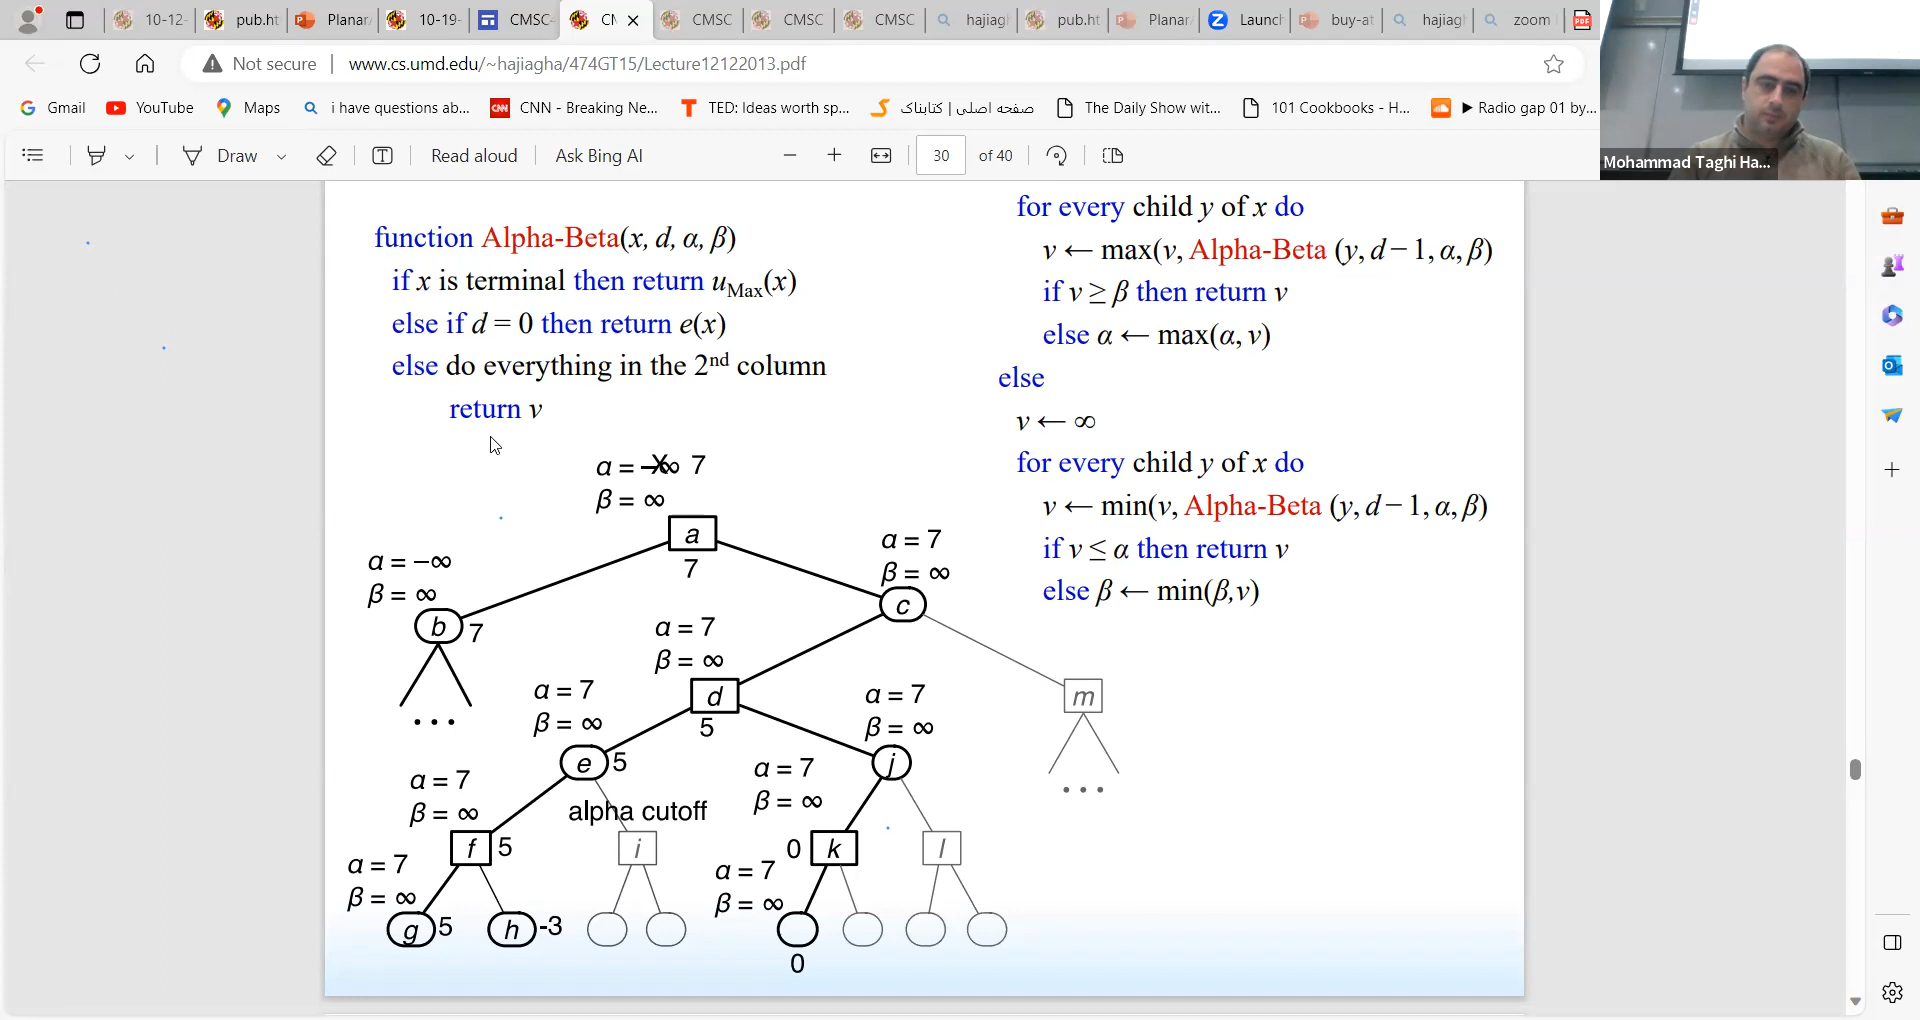 10-12-
pub.ht
Planar
10-19-
CMSC-
CM
CMSC
CMSC
CMSC
hajiagh
pub.ht
Planar
Launch
buy-at
hajiagh
zoom
PDF
Not secure
www.cs.umd.edu/~hajiagha/474GT15/Lecture12122013.pdf
Gmail
YouTube
Maps
i have questions ab...
CNN - Breaking Ne...
TED: Ideas worth sp...
صفحه اصلی | کتابناک
The Daily Show wit...
101 Cookbooks - H...
▶ Radio gap 01 by...
Draw
Read aloud
Ask Bing AI
30
of 40
Mohammad Taghi Ha...
function Alpha-Beta(x, d, α, β)
if x is terminal then return uMax(x)
else if d = 0 then return e(x)
else do everything in the 2nd column
return v
for every child y of x do
v ← max(v, Alpha-Beta (y, d − 1, α, β)
if v ≥ β then return v
else α ← max(α, v)
else
v ← ∞
for every child y of x do
v ← min(v, Alpha-Beta (y, d − 1, α, β)
if v ≤ α then return v
else β ← min(β,v)
α = −∞ 7
β = ∞
a
7
α = −∞
β = ∞
b 7
...
α = 7
β = ∞
c
α = 7
β = ∞
d
5
m
...
α = 7
β = ∞
e 5
α = 7
β = ∞
j
alpha cutoff
α = 7
β = ∞
f 5
i
α = 7
β = ∞
0 k
l
α = 7
β = ∞
g 5
h -3
α = 7
β = ∞
0